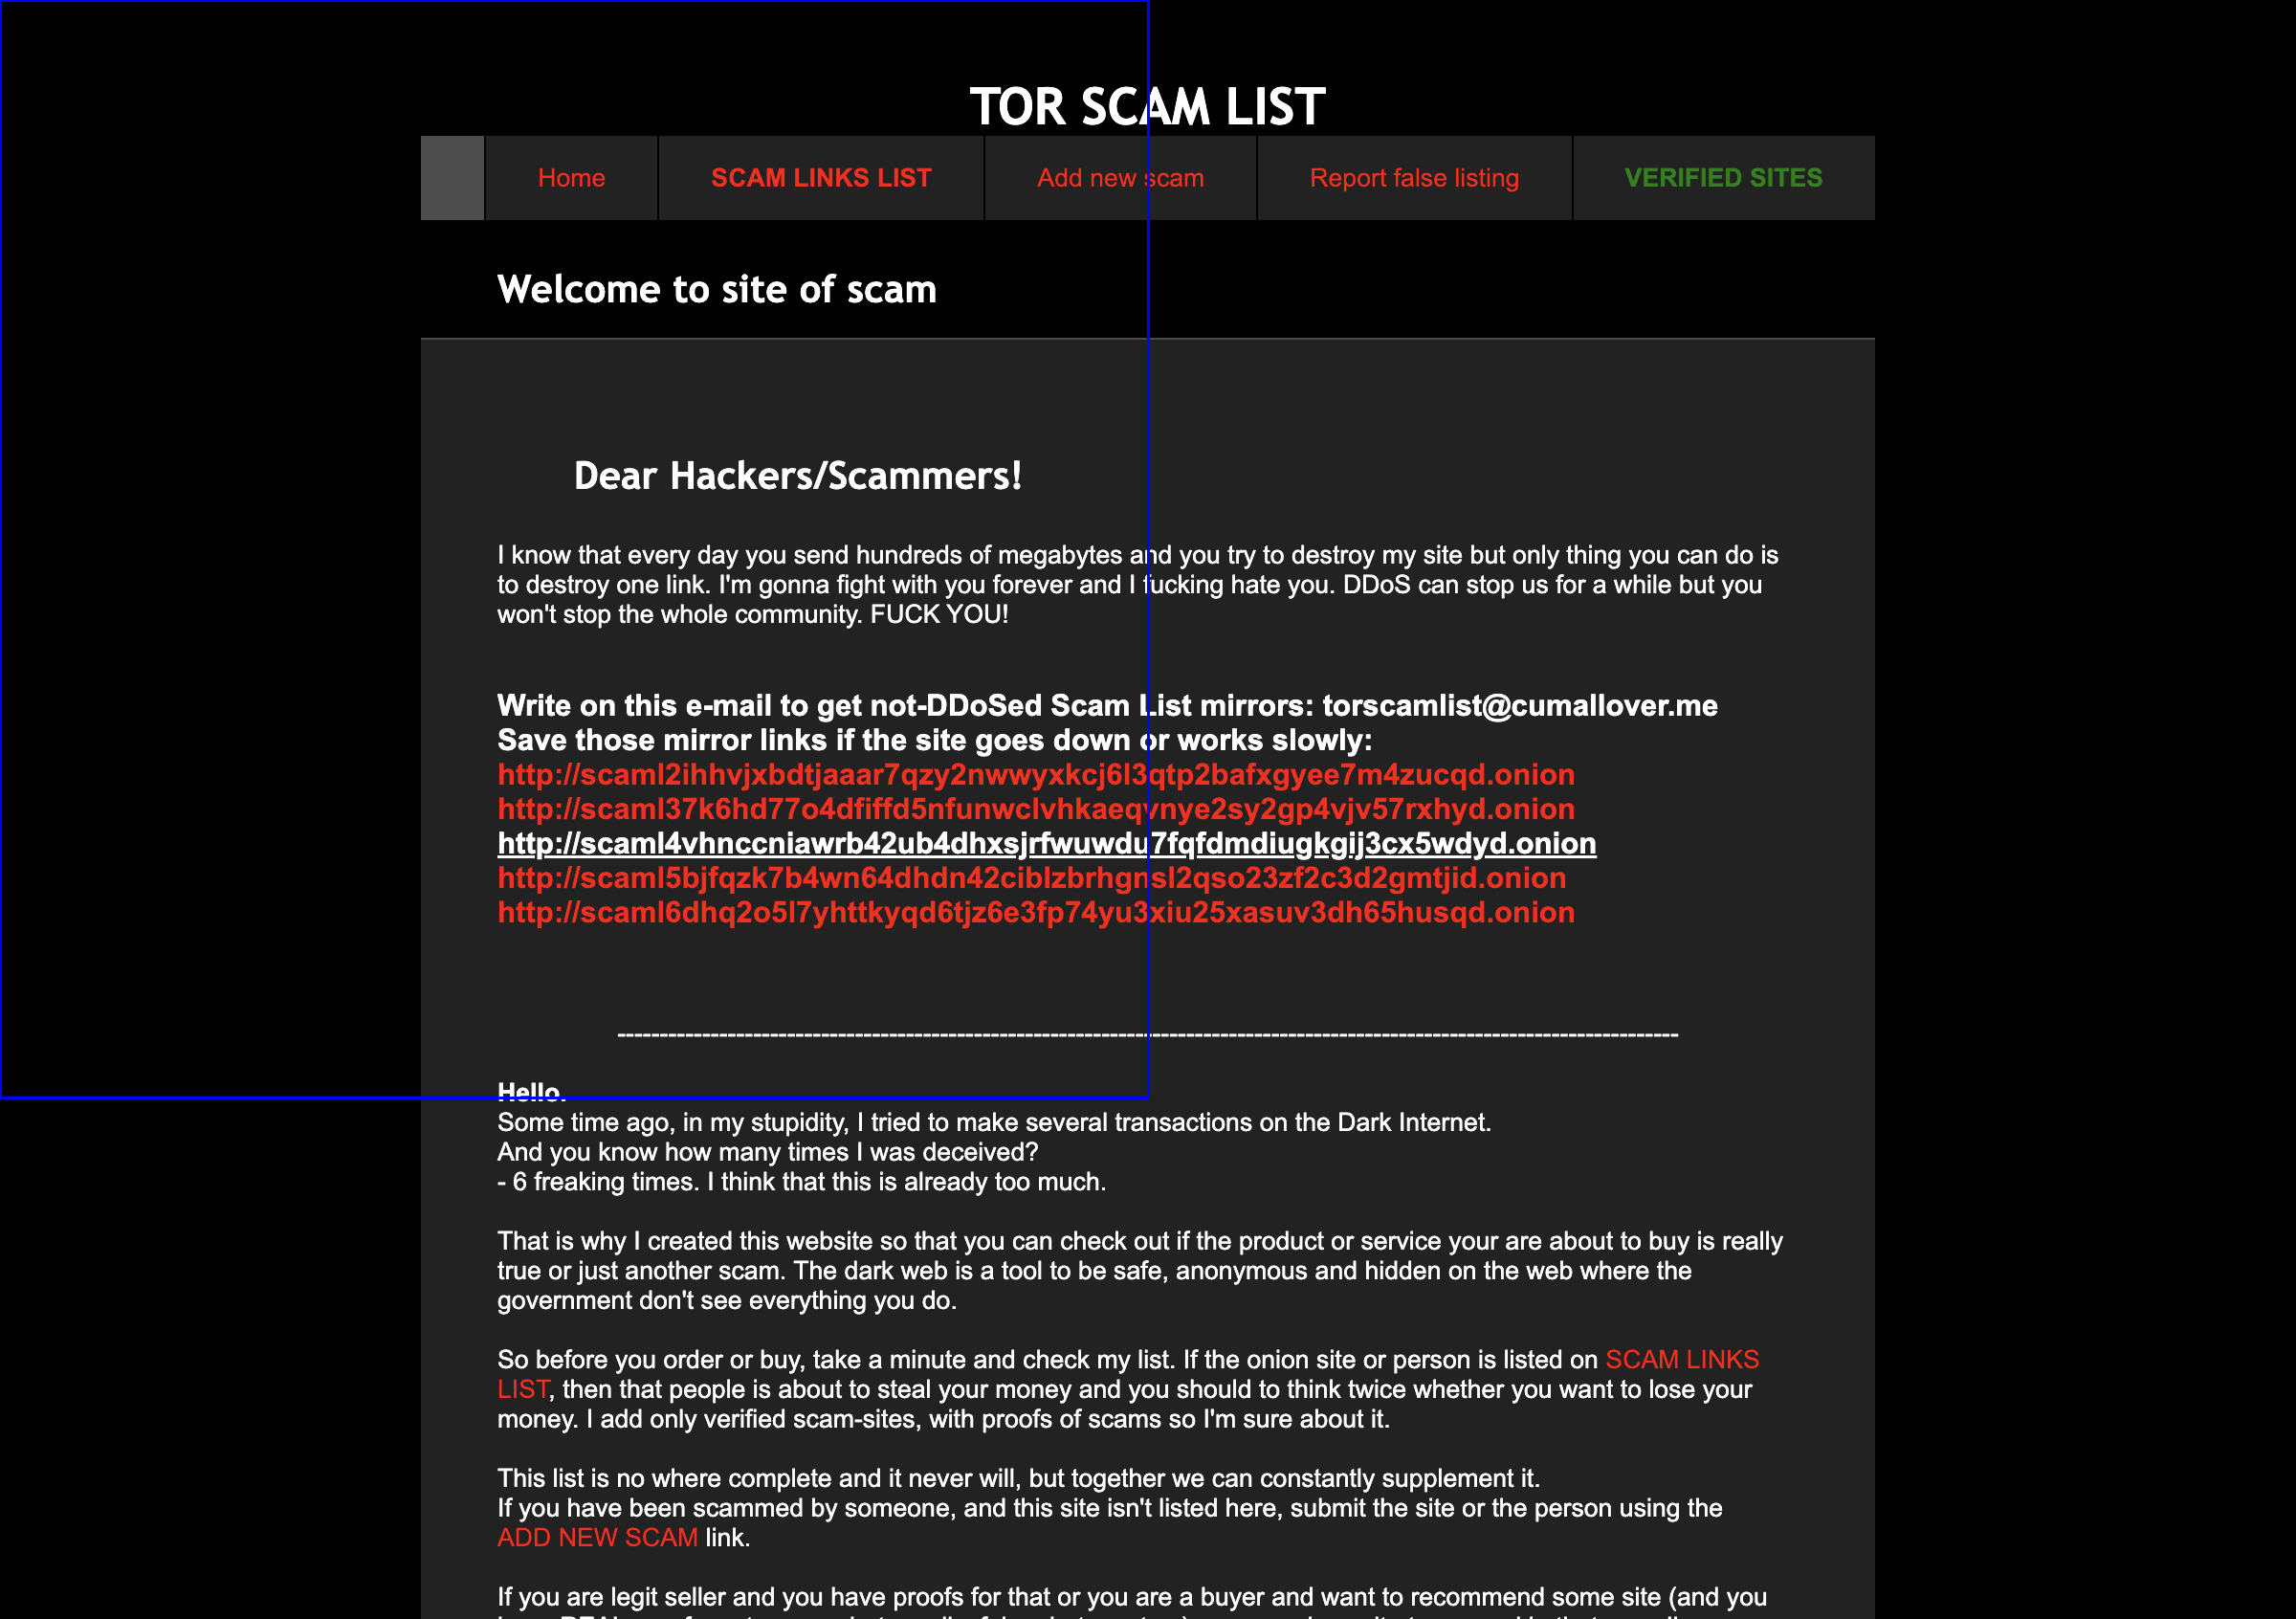 TOR SCAM LIST
Home
SCAM LINKS LIST
Add new scam
Report false listing
VERIFIED SITES
Welcome to site of scam
Dear Hackers/Scammers!
I know that every day you send hundreds of megabytes and you try to destroy my site but only thing you can do is
to destroy one link. I'm gonna fight with you forever and I fucking hate you. DDoS can stop us for a while but you
won't stop the whole community. FUCK YOU!
Write on this e-mail to get not-DDoSed Scam List mirrors: torscamlist@cumallover.me
Save those mirror links if the site goes down or works slowly:
http://scaml2ihhvjxbdtjaaar7qzy2nwwyxkcj6l3qtp2bafxgyee7m4zucqd.onion
http://scaml37k6hd77o4dfiffd5nfunwclvhkaeqvnye2sy2gp4vjv57rxhyd.onion
http://scaml4vhnccniawrb42ub4dhxsjrfwuwdu7fqfdmdiugkgij3cx5wdyd.onion
http://scaml5bjfqzk7b4wn64dhdn42ciblzbrhgnsl2qso23zf2c3d2gmtjid.onion
http://scaml6dhq2o5l7yhttkyqd6tjz6e3fp74yu3xiu25xasuv3dh65husqd.onion
Hello.
Some time ago, in my stupidity, I tried to make several transactions on the Dark Internet.
And you know how many times I was deceived?
- 6 freaking times. I think that this is already too much.
That is why I created this website so that you can check out if the product or service your are about to buy is really
true or just another scam. The dark web is a tool to be safe, anonymous and hidden on the web where the
government don't see everything you do.
So before you order or buy, take a minute and check my list. If the onion site or person is listed on SCAM LINKS
LIST, then that people is about to steal your money and you should to think twice whether you want to lose your
money. I add only verified scam-sites, with proofs of scams so I'm sure about it.
This list is no where complete and it never will, but together we can constantly supplement it.
If you have been scammed by someone, and this site isn't listed here, submit the site or the person using the
ADD NEW SCAM link.
If you are legit seller and you have proofs for that or you are a buyer and want to recommend some site (and you